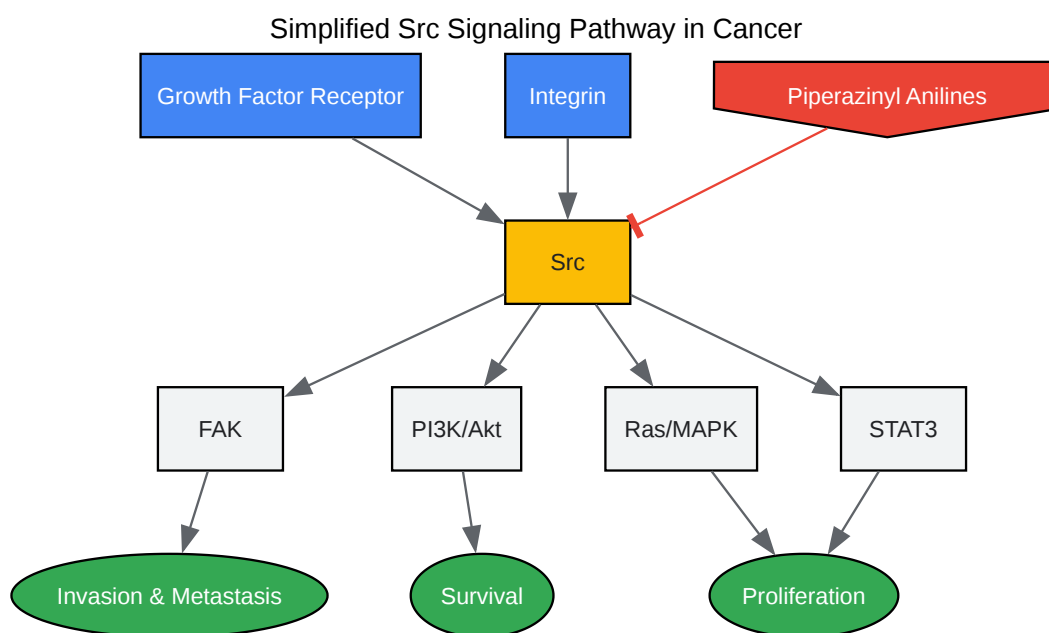 Simplified Src Signaling Pathway in Cancer
Growth Factor Receptor
Integrin
Piperazinyl Anilines
Src
FAK
PI3K/Akt
Ras/MAPK
STAT3
Invasion & Metastasis
Survival
Proliferation